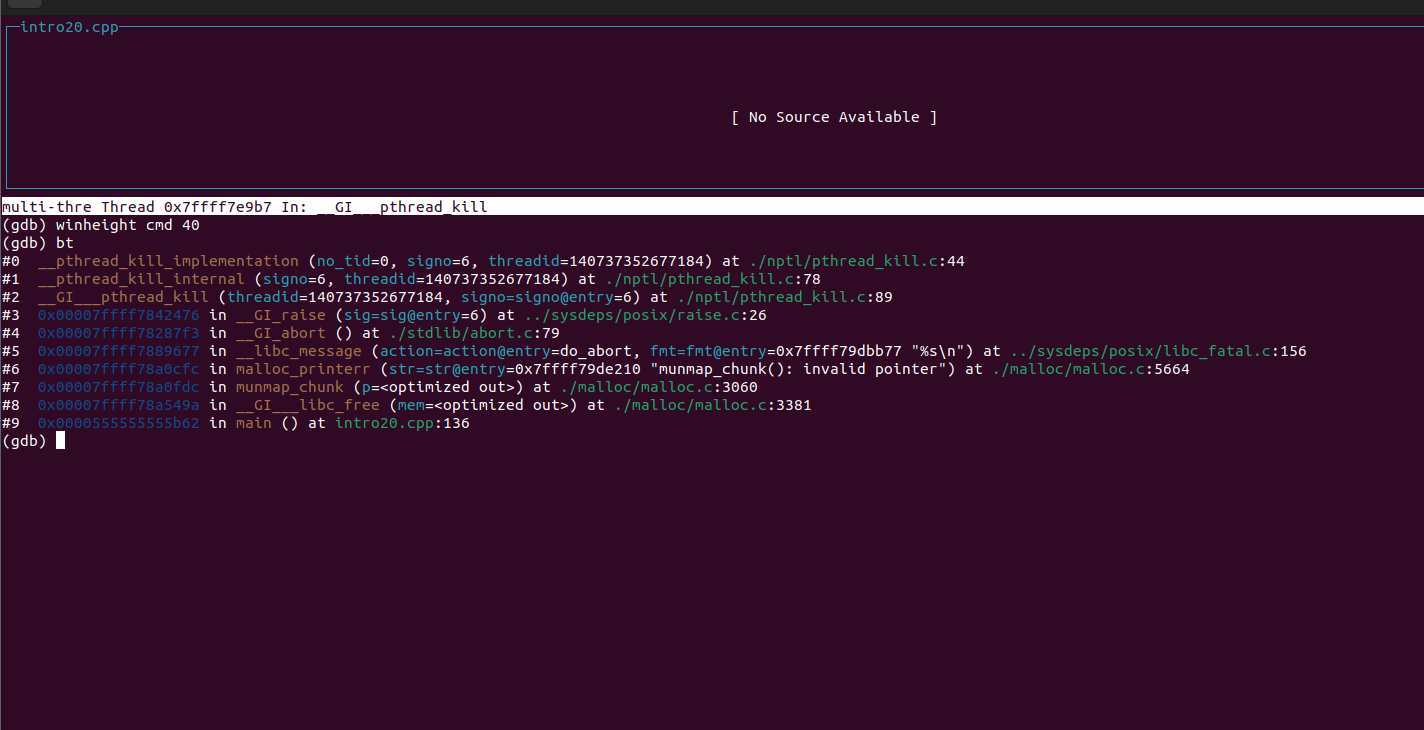 intro20.cpp
[ No Source Available ]
multi-thre Thread 0x7ffff7e9b7 In: __GI___pthread_kill
(gdb) winheight cmd 40
(gdb) bt
#0  __pthread_kill_implementation (no_tid=0, signo=6, threadid=140737352677184) at ./nptl/pthread_kill.c:44
#1  __pthread_kill_internal (signo=6, threadid=140737352677184) at ./nptl/pthread_kill.c:78
#2  __GI___pthread_kill (threadid=140737352677184, signo=signo@entry=6) at ./nptl/pthread_kill.c:89
#3  0x00007ffff7842476 in __GI_raise (sig=sig@entry=6) at ../sysdeps/posix/raise.c:26
#4  0x00007ffff78287f3 in __GI_abort () at ./stdlib/abort.c:79
#5  0x00007ffff7889677 in __libc_message (action=action@entry=do_abort, fmt=fmt@entry=0x7ffff79dbb77 "%s\n") at ../sysdeps/posix/libc_fatal.c:156
#6  0x00007ffff78a0cfc in malloc_printerr (str=str@entry=0x7ffff79de210 "munmap_chunk(): invalid pointer") at ./malloc/malloc.c:5664
#7  0x00007ffff78a0fdc in munmap_chunk (p=<optimized out>) at ./malloc/malloc.c:3060
#8  0x00007ffff78a549a in __GI___libc_free (mem=<optimized out>) at ./malloc/malloc.c:3381
#9  0x0000555555555b62 in main () at intro20.cpp:136
(gdb)